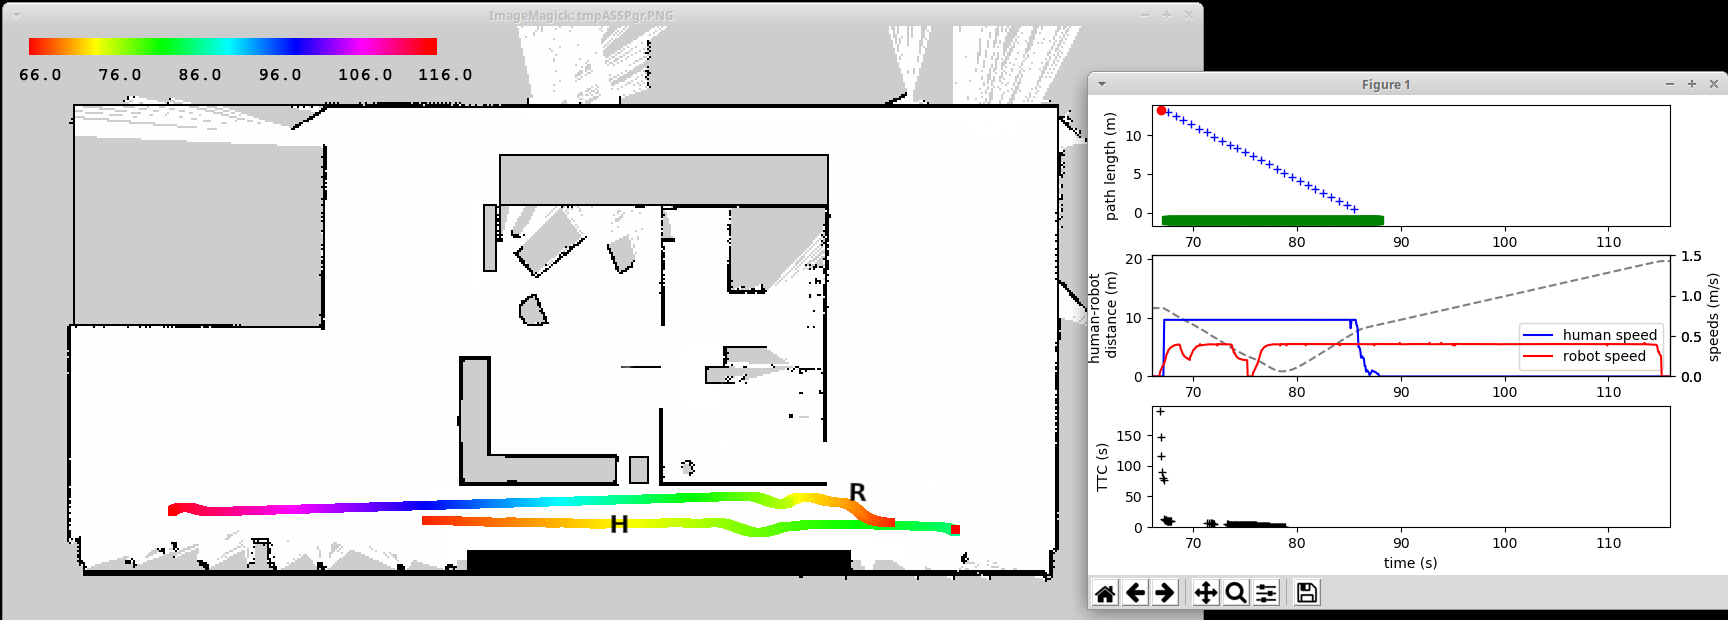 ImageMagick: tmpASSPgr.PNG
66.0 76.0 86.0 96.0 106.0 116.0
R
H
Figure 1
path length (m)
10
5
0
70 80 90 100 110
human-robot
distance (m)
20
10
0
1.5
1.0
0.5
0.0
speeds (m/s)
human speed
robot speed
70 80 90 100 110
TTC (s)
150
100
50
0
70 80 90 100 110
time (s)